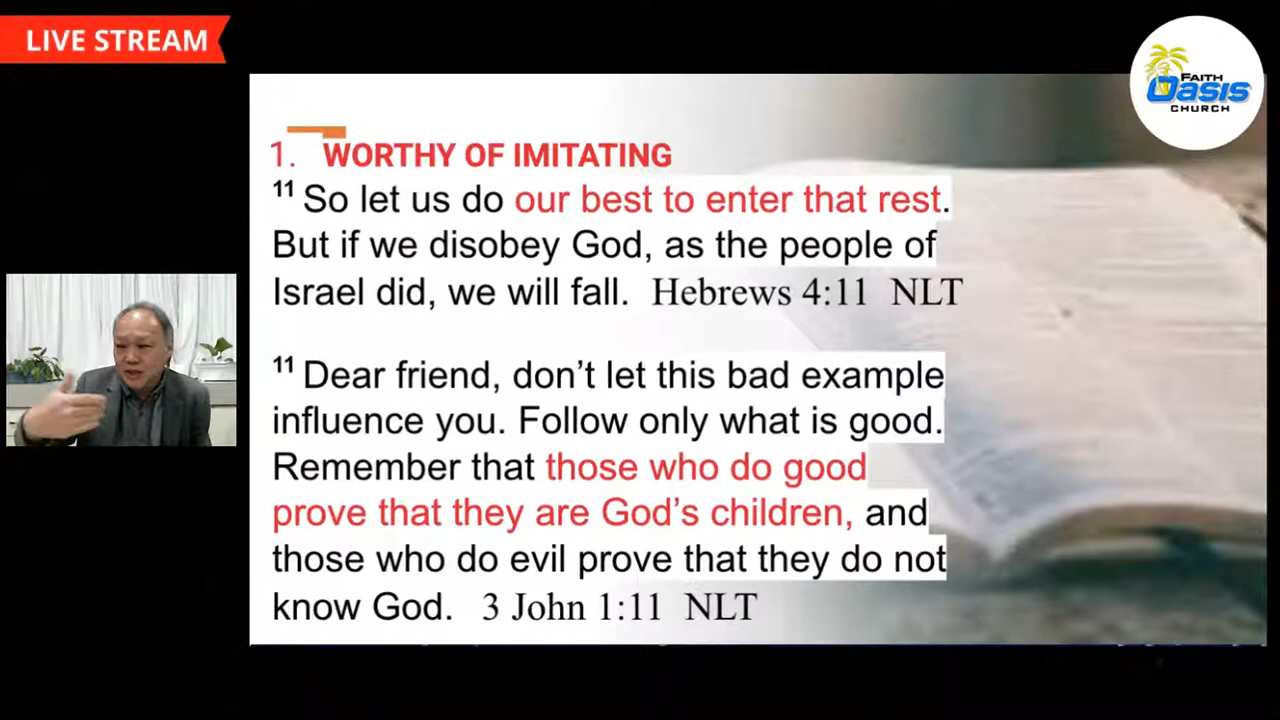 LIVE STREAM
FAITH
Oasis
CHURCH
1. WORTHY OF IMITATING
11 So let us do our best to enter that rest.
But if we disobey God, as the people of
Israel did, we will fall. Hebrews 4:11 NLT
11 Dear friend, don’t let this bad example
influence you. Follow only what is good.
Remember that those who do good
prove that they are God’s children, and
those who do evil prove that they do not
know God. 3 John 1:11 NLT